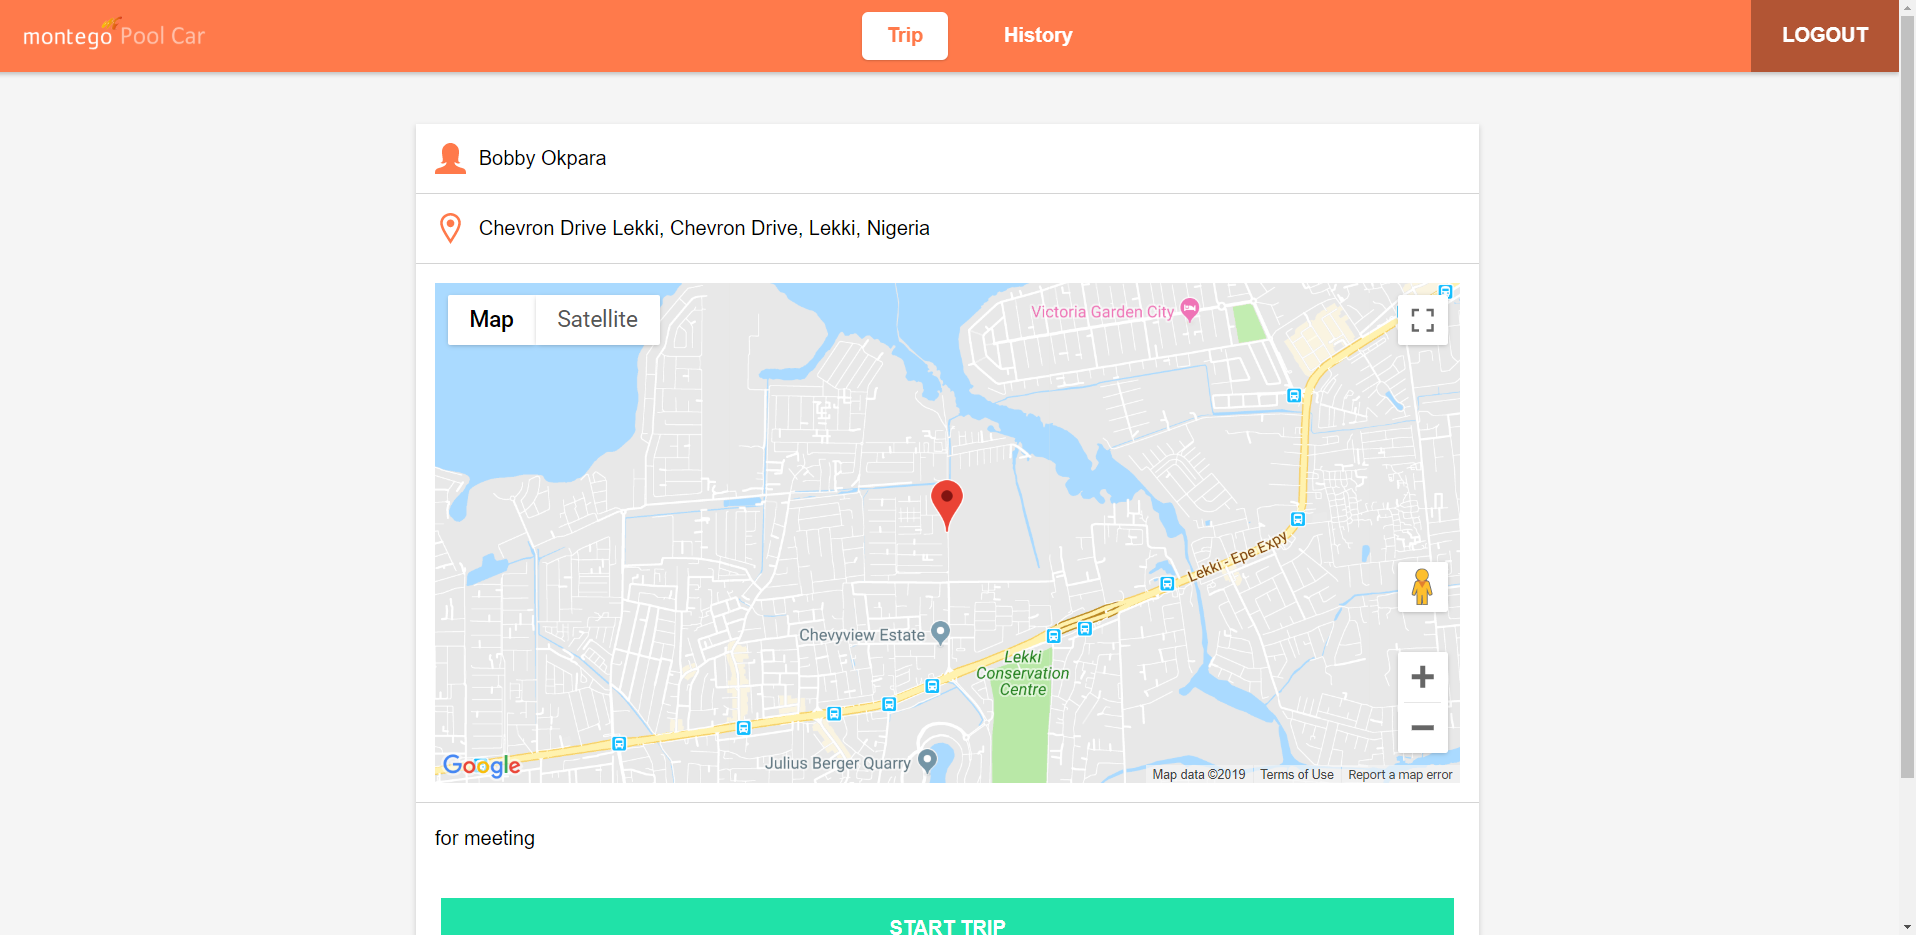 montego Pool Car
Trip
History
LOGOUT
Bobby Okpara
Chevron Drive Lekki, Chevron Drive, Lekki, Nigeria
Map
Satellite
Victoria Garden City
Lekki - Epe Expy
Chevyview Estate
Lekki
Conservation
Centre
Julius Berger Quarry
Google
Map data ©2019
Terms of Use
Report a map error
for meeting
START TRIP